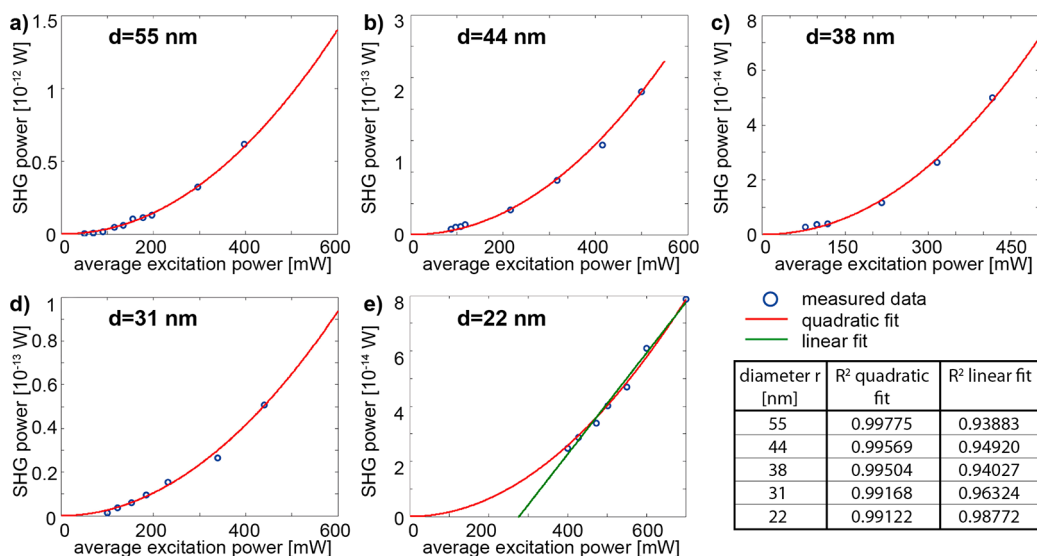 a)
d=55 nm
SHG power [10⁻¹² W]
1.5
1
0.5
0
0
200
400
600
average excitation power [mW]
b)
d=44 nm
SHG power [10⁻¹³ W]
3
2
1
0
0
200
400
600
average excitation power [mW]
c)
d=38 nm
SHG power [10⁻¹⁴ W]
8
6
4
2
0
0
150
300
450
average excitation power [mW]
d)
d=31 nm
SHG power [10⁻¹³ W]
1
0.8
0.6
0.4
0.2
0
0
200
400
600
average excitation power [mW]
e)
d=22 nm
SHG power [10⁻¹⁴ W]
8
6
4
2
0
0
200
400
600
average excitation power [mW]
measured data
quadratic fit
linear fit
diameter r R² quadratic R² linear fit
[nm] fit
55 0.99775 0.93883
44 0.99569 0.94920
38 0.99504 0.94027
31 0.99168 0.96324
22 0.99122 0.98772